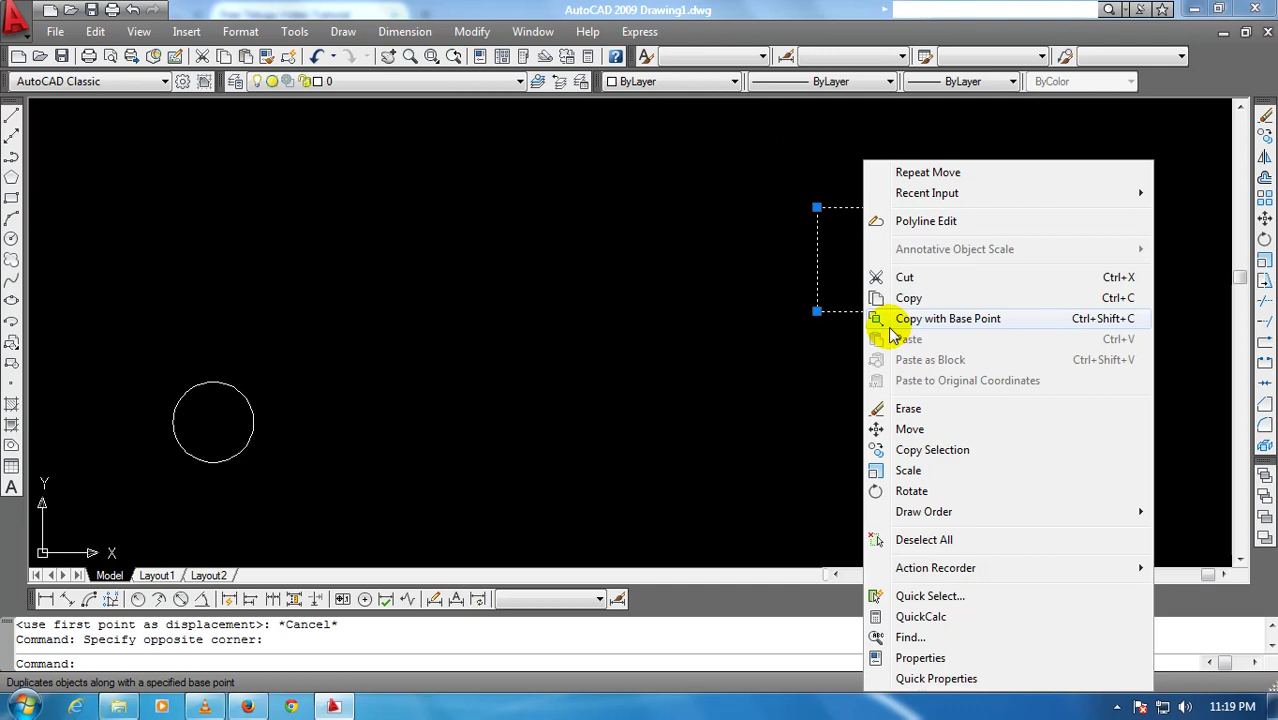 AutoCAD 2009 Drawing1.dwg
File Edit View Insert Format Tools Draw Dimension Modify Window Help Express
AutoCAD Classic
0
ByLayer
ByLayer
ByLayer
ByColor
Repeat Move
Recent Input
Polyline Edit
Annotative Object Scale
Cut Ctrl+X
Copy Ctrl+C
Copy with Base Point Ctrl+Shift+C
Paste Ctrl+V
Paste as Block Ctrl+Shift+V
Paste to Original Coordinates
Erase
Move
Copy Selection
Scale
Rotate
Draw Order
Deselect All
Action Recorder
Quick Select...
QuickCalc
Find...
Properties
Quick Properties
Y
X
A
Model Layout1 Layout2
<use first point as displacement>: *Cancel*
Command: Specify opposite corner:
Command:
Duplicates objects along with a specified base point
11:19 PM